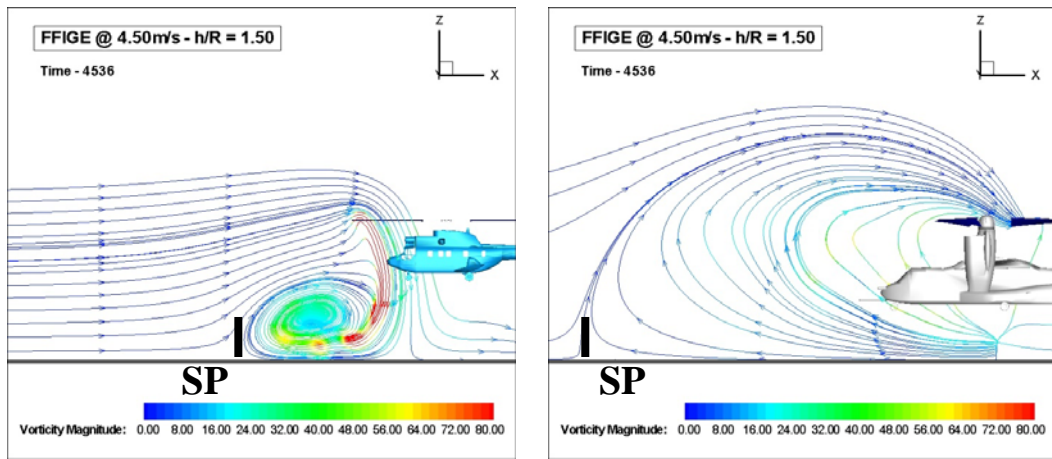 FFIGE @ 4.50m/s - h/R = 1.50
Time - 4536
Z
X
SP
Vorticity Magnitude: 0.00 8.00 16.00 24.00 32.00 40.00 48.00 56.00 64.00 72.00 80.00
FFIGE @ 4.50m/s - h/R = 1.50
Time - 4536
Z
X
SP
Vorticity Magnitude: 0.00 8.00 16.00 24.00 32.00 40.00 48.00 56.00 64.00 72.00 80.00